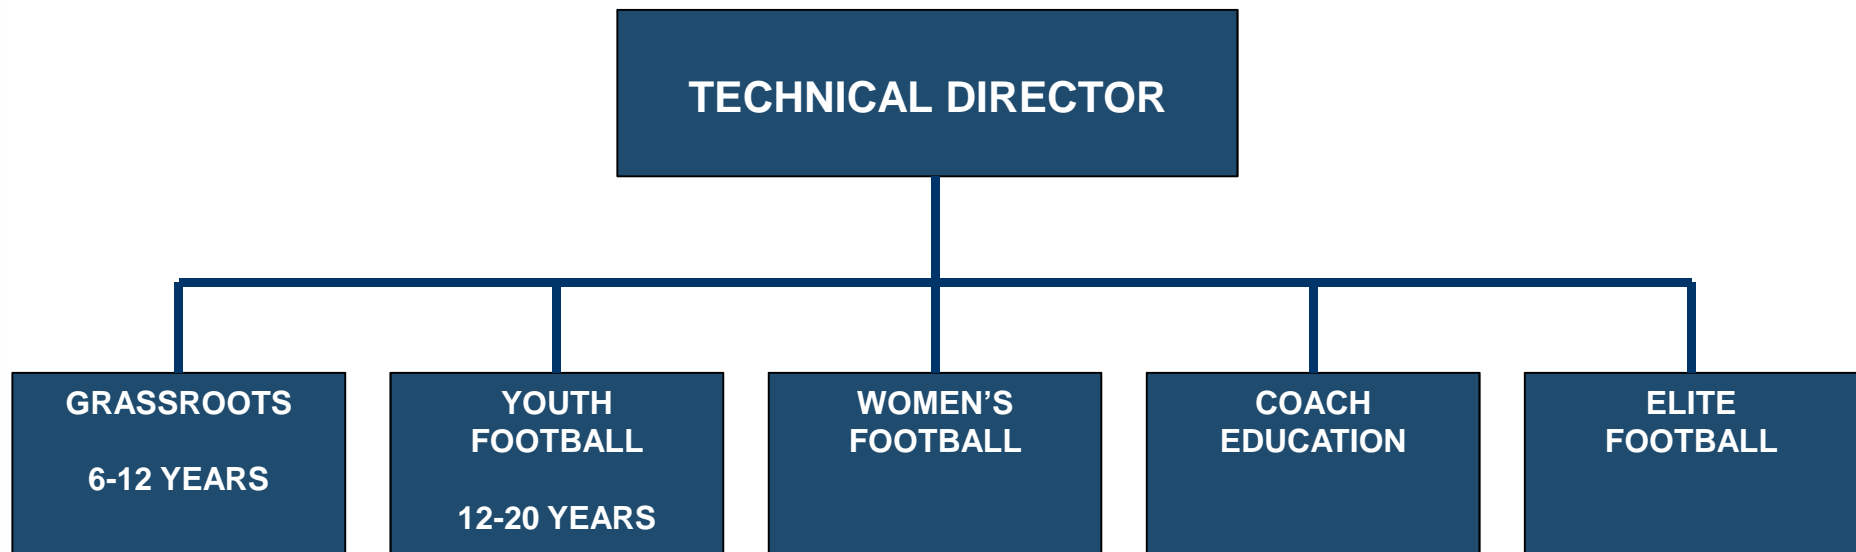 TECHNICAL DIRECTOR
GRASSROOTS
6-12 YEARS
YOUTH
FOOTBALL
12-20 YEARS
WOMEN’S
FOOTBALL
COACH
EDUCATION
ELITE
FOOTBALL